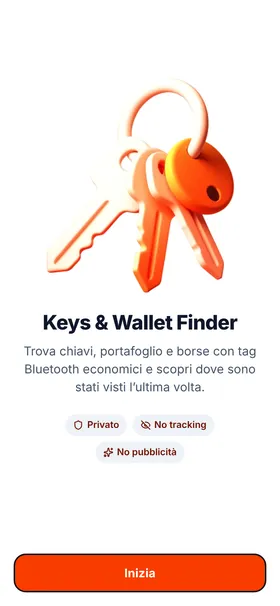 Keys & Wallet Finder
Trova chiavi, portafoglio e borse con tag
Bluetooth economici e scopri dove sono
stati visti l’ultima volta.
Privato
No tracking
No pubblicità
Inizia